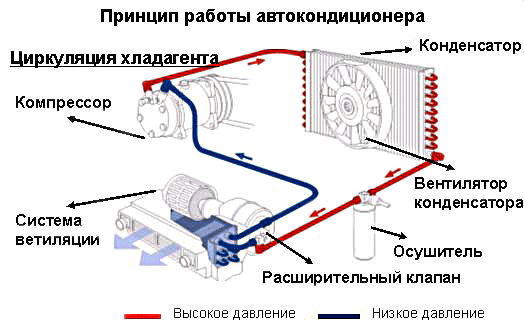 Принцип работы автокондиционера
Циркуляция хладагента
Конденсатор
Компрессор
Вентилятор
конденсатора
Система
ветиляции
Осушитель
Расширительный клапан
Высокое давление
Низкое давление